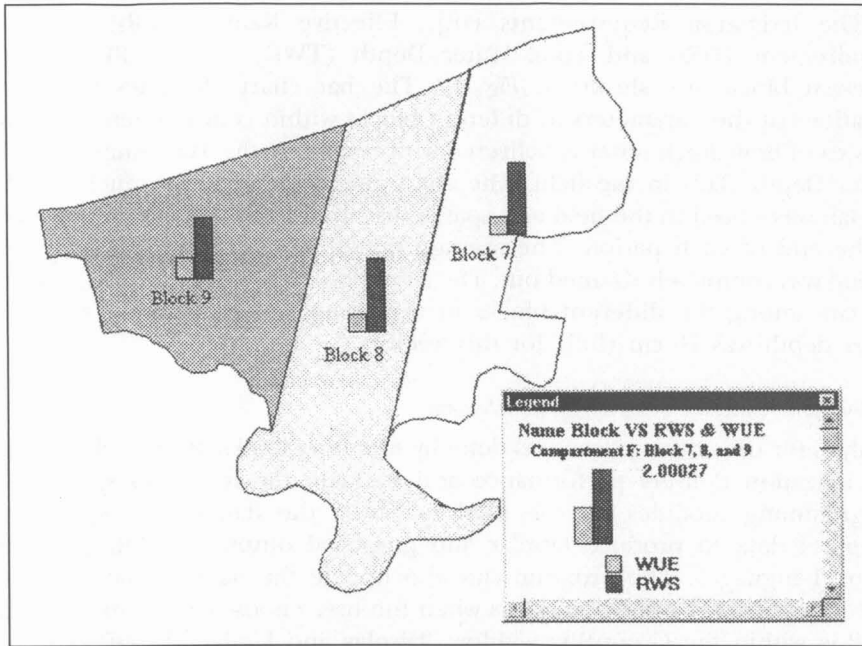 Block 7
Block 9
Block 8
Legend
Name Block VS RWS & WUE
Compartment F: Block 7, 8, and 9
2.00027
WUE
RWS